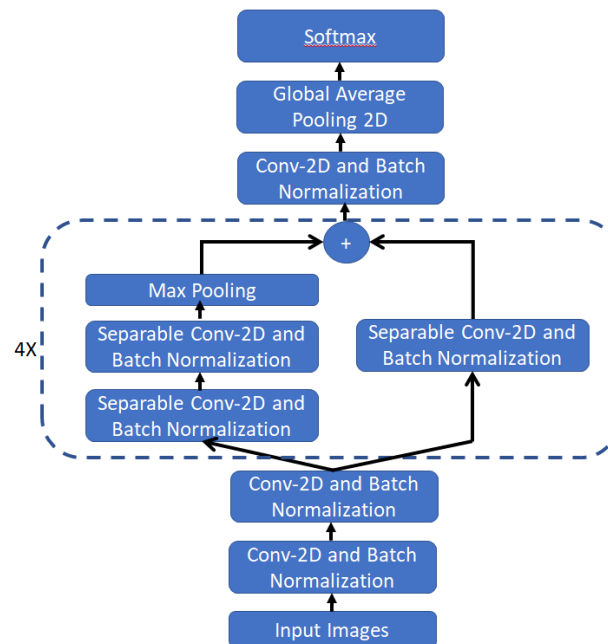 Softmax
Global Average
Pooling 2D
Conv-2D and Batch
Normalization
+
Max Pooling
Separable Conv-2D and
Batch Normalization
Separable Conv-2D and
Batch Normalization
4X
Separable Conv-2D and
Batch Normalization
Conv-2D and Batch
Normalization
Conv-2D and Batch
Normalization
Input Images